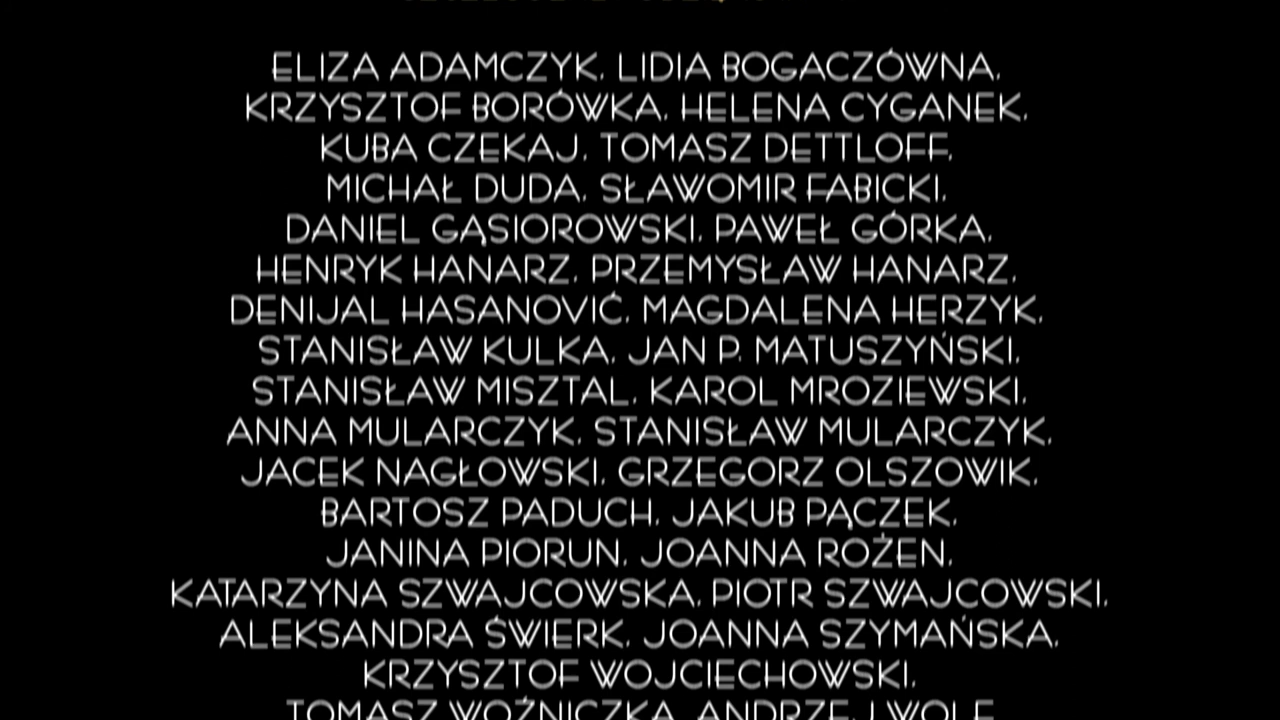 ELIZA ADAMCZYK, LIDIA BOGACZÓWNA,
KRZYSZTOF BORÓWKA, HELENA CYGANEK,
KUBA CZEKAJ, TOMASZ DETTLOFF,
MICHAŁ DUDA, SŁAWOMIR FABICKI,
DANIEL GĄSIOROWSKI, PAWEŁ GÓRKA,
HENRYK HANARZ, PRZEMYSŁAW HANARZ,
DENIJAL HASANOVIĆ, MAGDALENA HERZYK,
STANISŁAW KULKA, JAN P. MATUSZYŃSKI,
STANISŁAW MISZTAL, KAROL MROZIEWSKI,
ANNA MULARCZYK, STANISŁAW MULARCZYK,
JACEK NAGŁOWSKI, GRZEGORZ OLSZOWIK,
BARTOSZ PADUCH, JAKUB PĄCZEK,
JANINA PIORUN, JOANNA ROŻEN,
KATARZYNA SZWAJCOWSKA, PIOTR SZWAJCOWSKI,
ALEKSANDRA ŚWIERK, JOANNA SZYMAŃSKA,
KRZYSZTOF WOJCIECHOWSKI,
TOMASZ WOŹNICZKA, ANDRZEJ